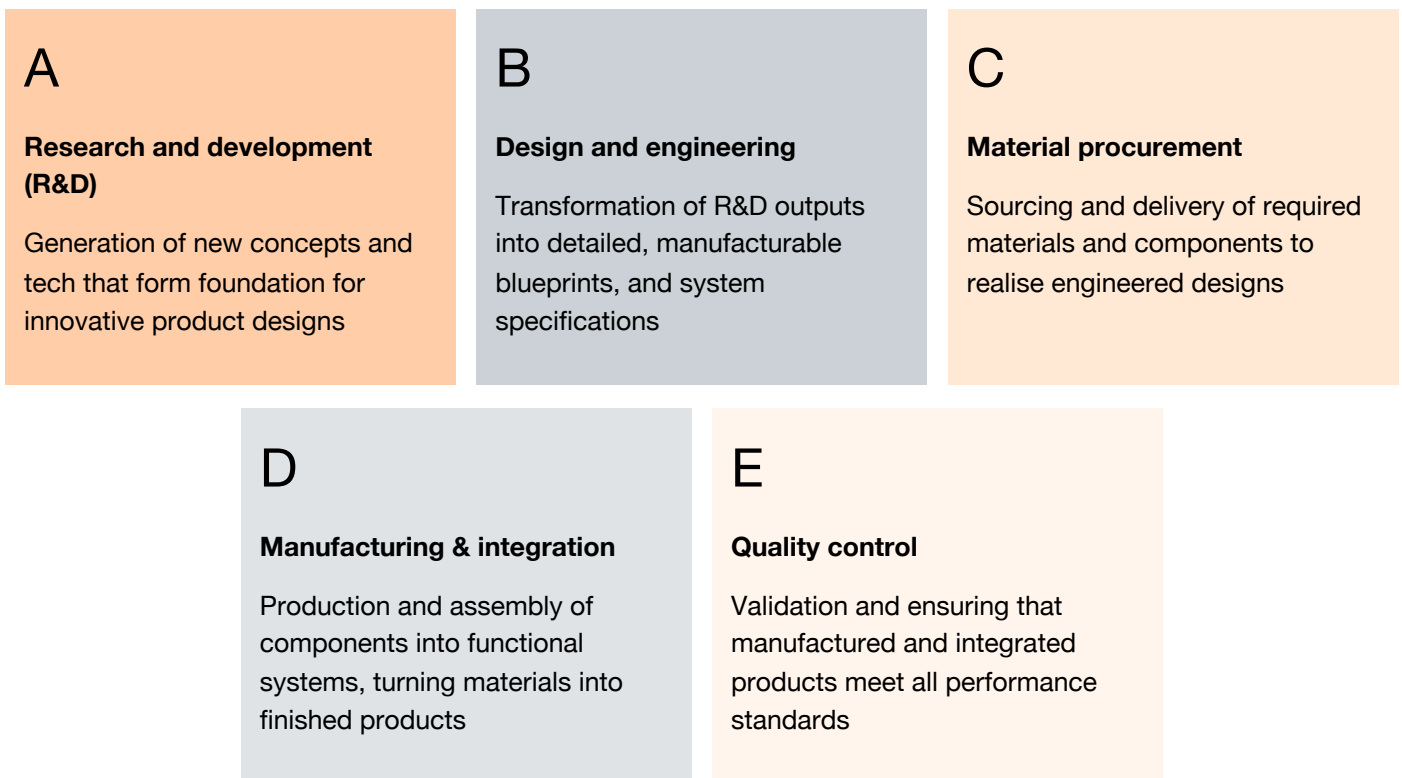 A
Research and development
(R&D)
Generation of new concepts and
tech that form foundation for
innovative product designs
B
Design and engineering
Transformation of R&D outputs
into detailed, manufacturable
blueprints, and system
specifications
C
Material procurement
Sourcing and delivery of required
materials and components to
realise engineered designs
D
Manufacturing & integration
Production and assembly of
components into functional
systems, turning materials into
finished products
E
Quality control
Validation and ensuring that
manufactured and integrated
products meet all performance
standards